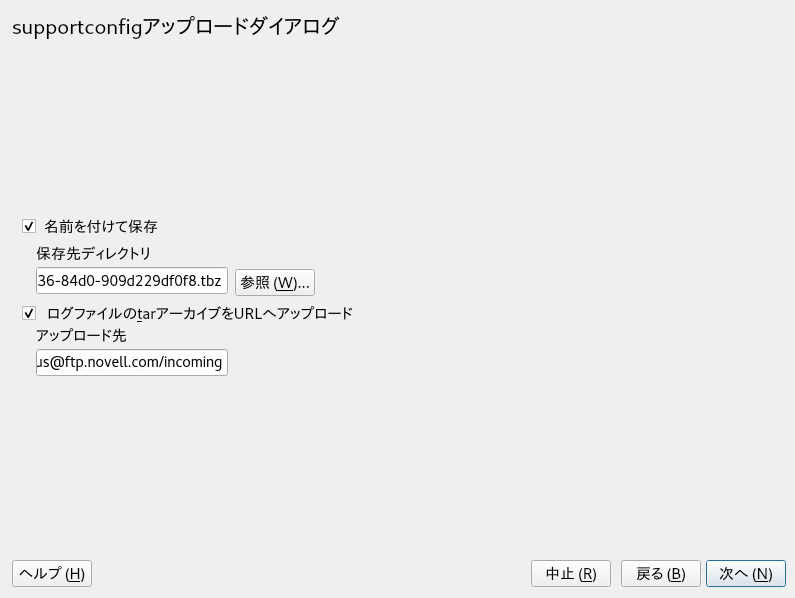 supportconfigアップロードダイアログ
名前を付けて保存
保存先ディレクトリ
36-84d0-909d229df0f8.tbz 参照 (W)...
ログファイルのtarアーカイブをURLへアップロード
アップロード先
us@ftp.novell.com/incoming
ヘルプ (H) 中止 (R) 戻る (B) 次へ (N)